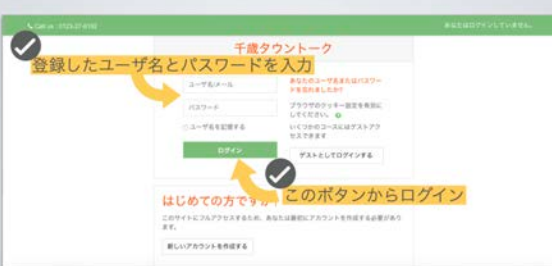 Call us : 0123-27-6192
あなたはログインしていません。
千歳タウントーク
登録したユーザ名とパスワードを入力
ユーザ名/メール
パスワード
ユーザ名を記憶する
ログイン
あなたのユーザ名またはパスワー
ドを忘れましたか?
ブラウザのクッキー設定を有効に
してください。
いくつかのコースにはゲストアク
セスできます
ゲストとしてログインする
このボタンからログイン
はじめての方ですか
このサイトにフルアクセスするため、あなたは最初にアカウントを作成する必要があり
ます。
新しいアカウントを作成する